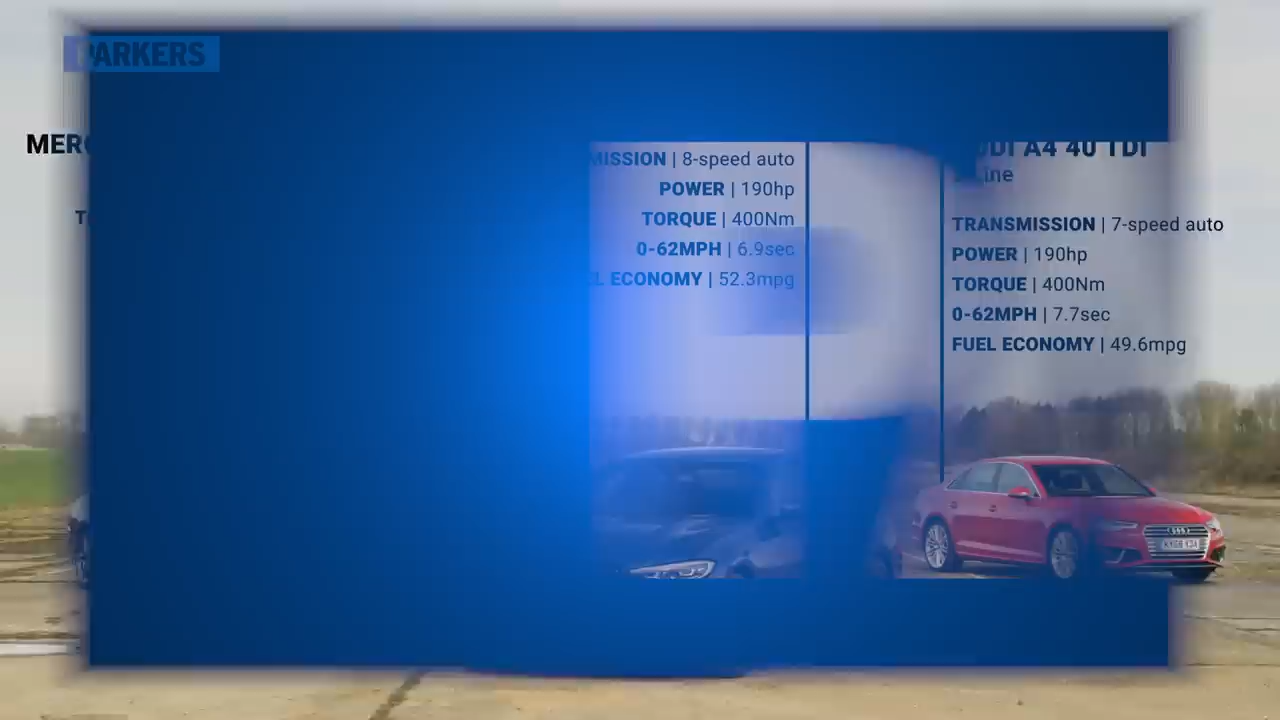 PARKERS
MISSION | 8-speed auto
POWER | 190hp
TORQUE | 400Nm
0-62MPH | 6.9sec
L ECONOMY | 52.3mpg
A4 40 TDI
TRANSMISSION | 7-speed auto
POWER | 190hp
TORQUE | 400Nm
0-62MPH | 7.7sec
FUEL ECONOMY | 49.6mpg